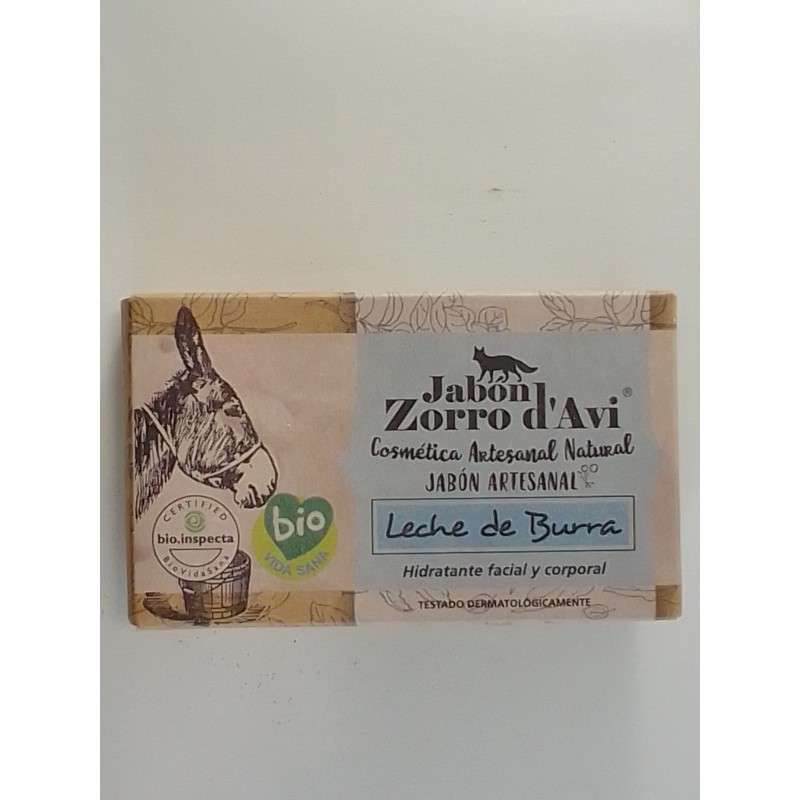 Jabón
Zorro d'Avi®
Cosmética Artesanal Natural
JABÓN ARTESANAL
Leche de Burra
Hidratante facial y corporal
TESTADO DERMATOLÓGICAMENTE
CERTIFIED
bio.inspecta
BioVidaSana
bio
VIDA SANA